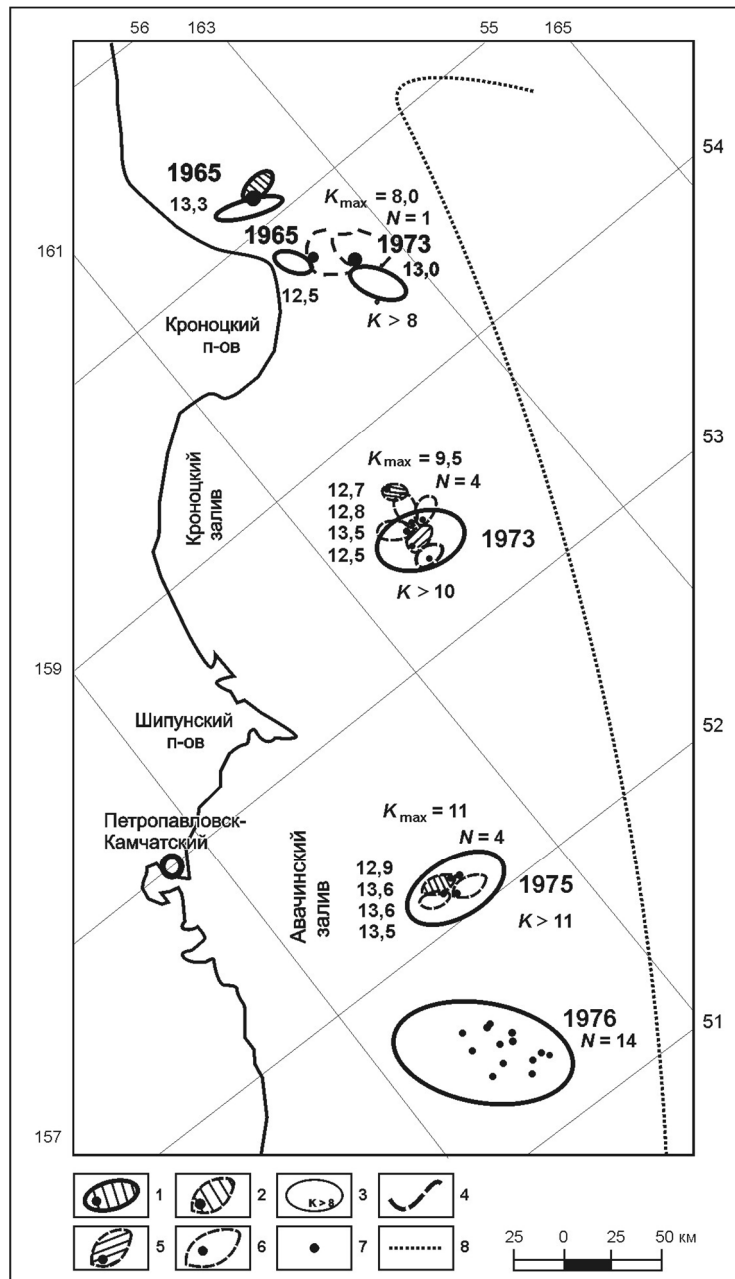 56 163 55 165
54
1965
13,3
K max = 8,0
N = 1
1965
1973
13,0
161
12,5
K > 8
Кроноцкий
п-ов
53
K max = 9,5
N = 4
12,7
12,8
13,5
12,5
1973
Кроноцкий
залив
K > 10
159
52
Шипунский
п-ов
Петропавловск-
Камчатский
K max = 11
N = 4
12,9
13,6
13,6
13,5
1975
Авачинский
залив
K > 11
51
1976
N = 14
157
K>8
1 2 3 4
5 6 7 8
25 0 25 50 км